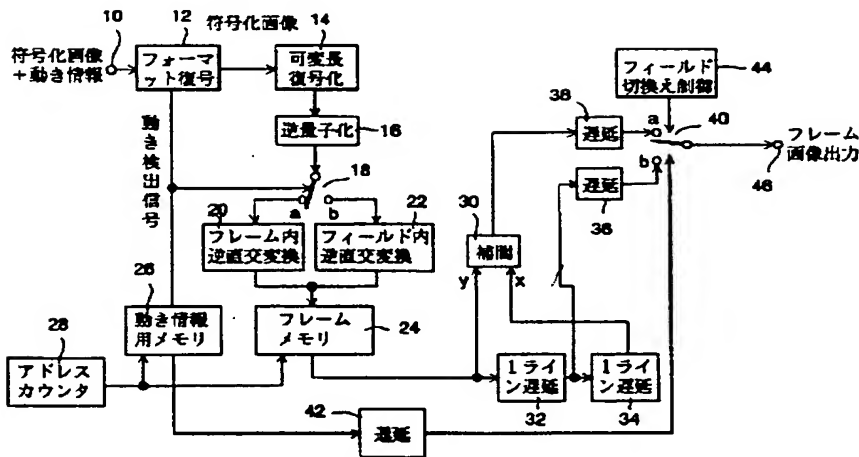 符号化画像
10
12
14
符号化画像
+動き情報
フォーマ
ット復号
可変長
復号化
フィールド
切換え制御
44
動き検出信号
逆量子化
16
38
遅延
a
40
フレーム
画像出力
46
18
a
b
b
遅延
36
20
22
30
フレーム内
逆直交変換
フィールド内
逆直交変換
補間
y
x
26
動き情報
用メモリ
フレーム
メモリ
24
28
アドレス
カウンタ
1ライ
ン遅延
1ライ
ン遅延
32
34
42
遅延